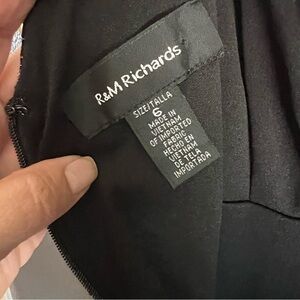 R&M Richards
SIZE/TALLA
6
MADE IN
VIETNAM
OF IMPORTED
FABRIC
HECHO EN
VIETNAM
DE TELA
IMPORTADA